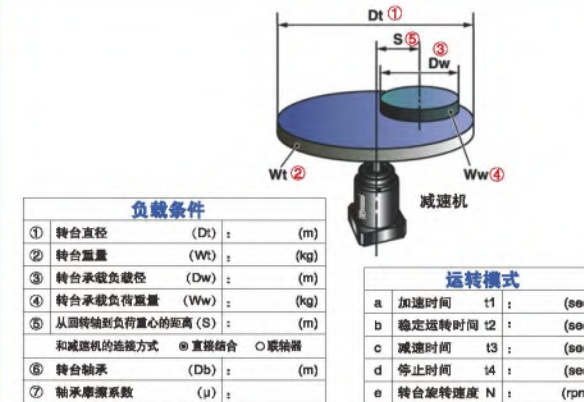 Dt ①
S ⑤
③
Dw
Wt ②
Ww ④
减速机
负载条件
① 转台直径 (Dt) : (m)
② 转台重量 (Wt) : (kg)
③ 转台承载负载径 (Dw) : (m)
④ 转台承载负荷重量 (Ww) : (kg)
⑤ 从回转轴到负荷重心的距离 (S) : (m)
和减速机的连接方式 ◉ 直接结合 ○ 联轴器
⑥ 转台轴承 (Db) : (m)
⑦ 轴承磨擦系数 (μ) :
运转模式
a 加速时间 t1 : (sec
b 稳定运转时间 t2 : (sec
c 减速时间 t3 : (sec
d 停止时间 t4 : (sec
e 转台旋转速度 N : (rpm